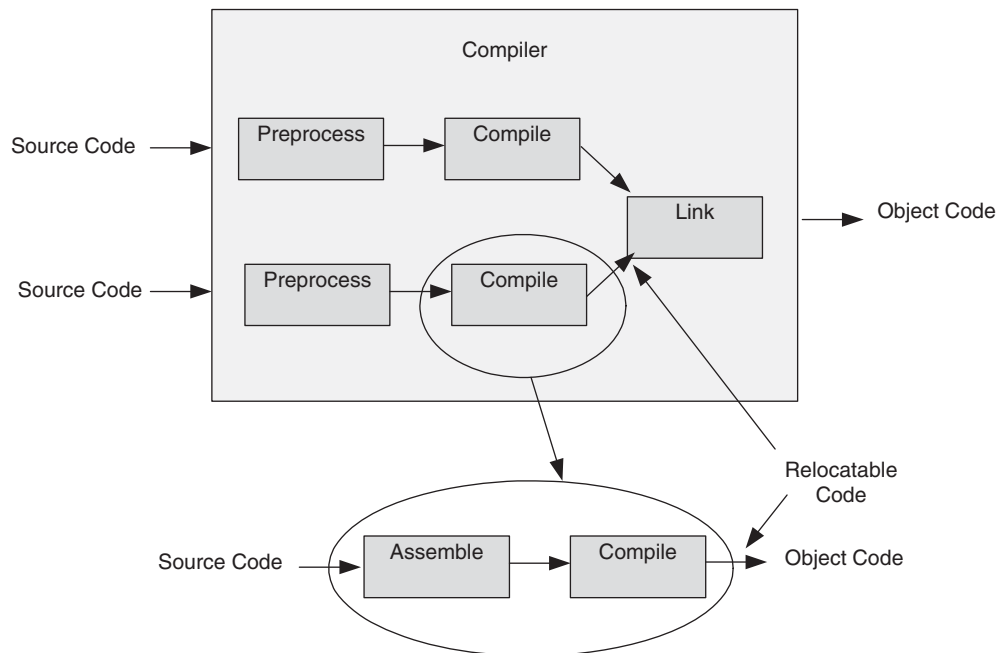 Compiler
Source Code
Preprocess
Compile
Link
Object Code
Source Code
Preprocess
Compile
Relocatable
Code
Source Code
Assemble
Compile
Object Code